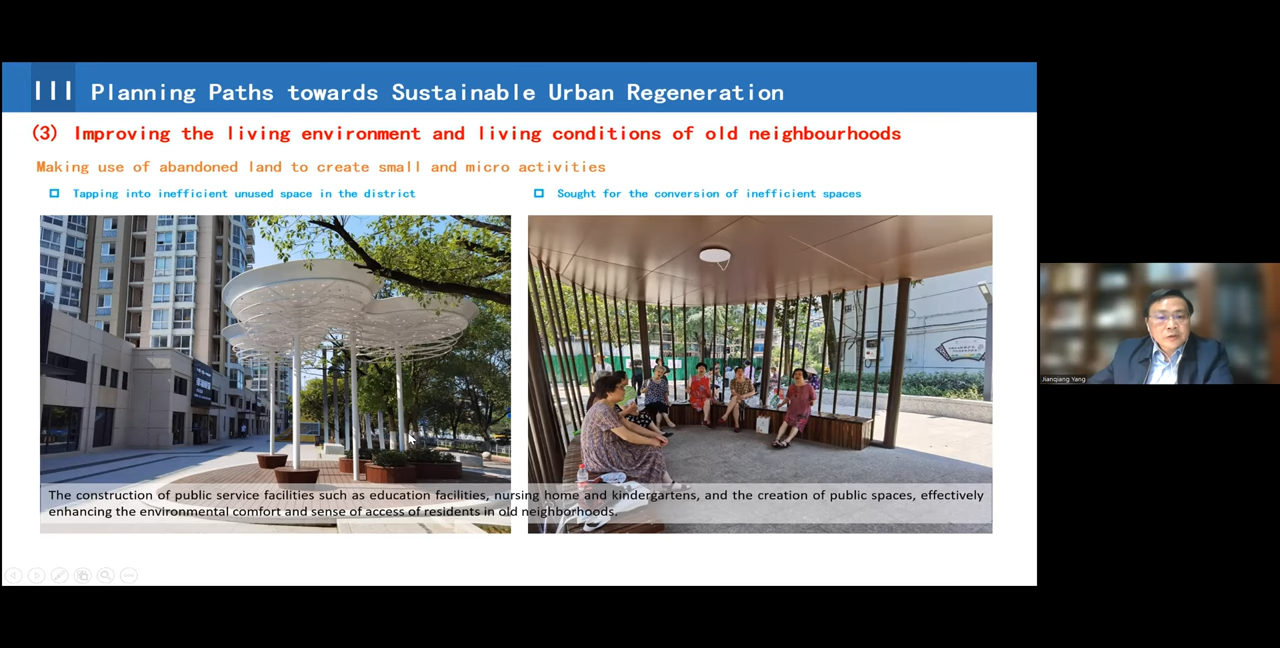 III Planning Paths towards Sustainable Urban Regeneration
(3) Improving the living environment and living conditions of old neighbourhoods
Making use of abandoned land to create small and micro activities
Tapping into inefficient unused space in the district
Sought for the conversion of inefficient spaces
The construction of public service facilities such as education facilities, nursing home and kindergartens, and the creation of public spaces, effectively
enhancing the environmental comfort and sense of access of residents in old neighborhoods.
Jianqiang Yang